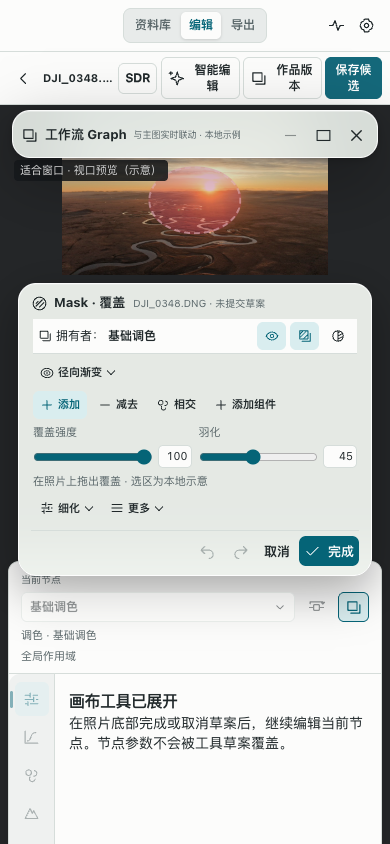 资料库 编辑 导出
DJI_0348.... SDR 智能编辑 作品版本 保存候选
工作流 Graph 与主图实时联动 · 本地示例
适合窗口 · 视口预览（示意）
Mask · 覆盖 DJI_0348.DNG · 未提交草案
拥有者： 基础调色
径向渐变
添加 减去 相交 添加组件
覆盖强度 羽化
100 45
在照片上拖出覆盖 · 选区为本地示意
细化 更多
取消 完成
当前节点
基础调色
调色 · 基础调色
全局作用域
画布工具已展开
在照片底部完成或取消草案后，继续编辑当前节
点。节点参数不会被工具草案覆盖。